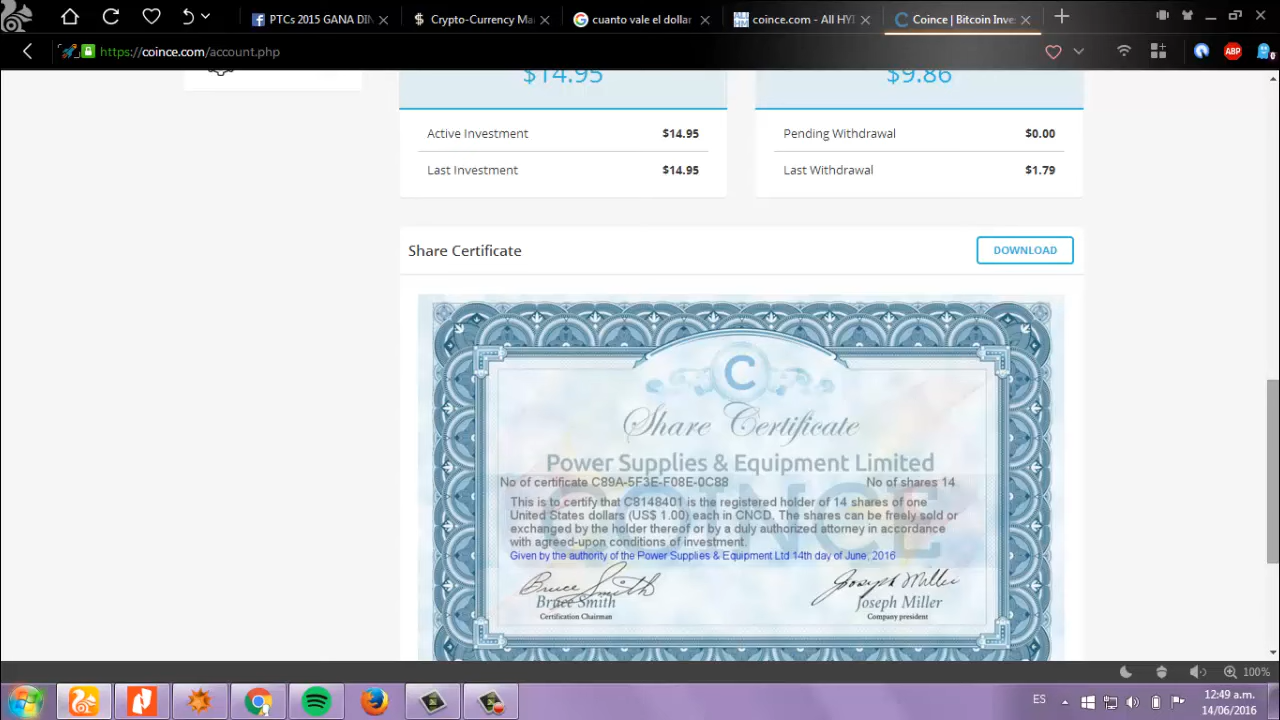 PTCs 2015 GANA DIN
Crypto-Currency Ma
cuanto vale el dollar
coince.com - All HYI
Coince | Bitcoin Inve
https://coince.com/account.php
ABP
$14.95
$9.86
Active Investment $14.95
Pending Withdrawal $0.00
Last Investment $14.95
Last Withdrawal $1.79
Share Certificate
DOWNLOAD
C
Share Certificate
Power Supplies & Equipment Limited
No of certificate C89A-5F3E-F08E-0C88 No of shares 14
This is to certify that C8148401 is the registered holder of 14 shares of one
United States dollars (US$ 1.00) each in CNCD. The shares can be freely sold or
exchanged by the holder thereof or by a duly authorized attorney in accordance
with agreed-upon conditions of investment.
Given by the authority of the Power Supplies & Equipment Ltd 14th day of June, 2016
Bruce Smith
Joseph Miller
Bruce Smith
Joseph Miller
Certification Chairman
Company president
100%
ES
12:49 a.m.
14/06/2016